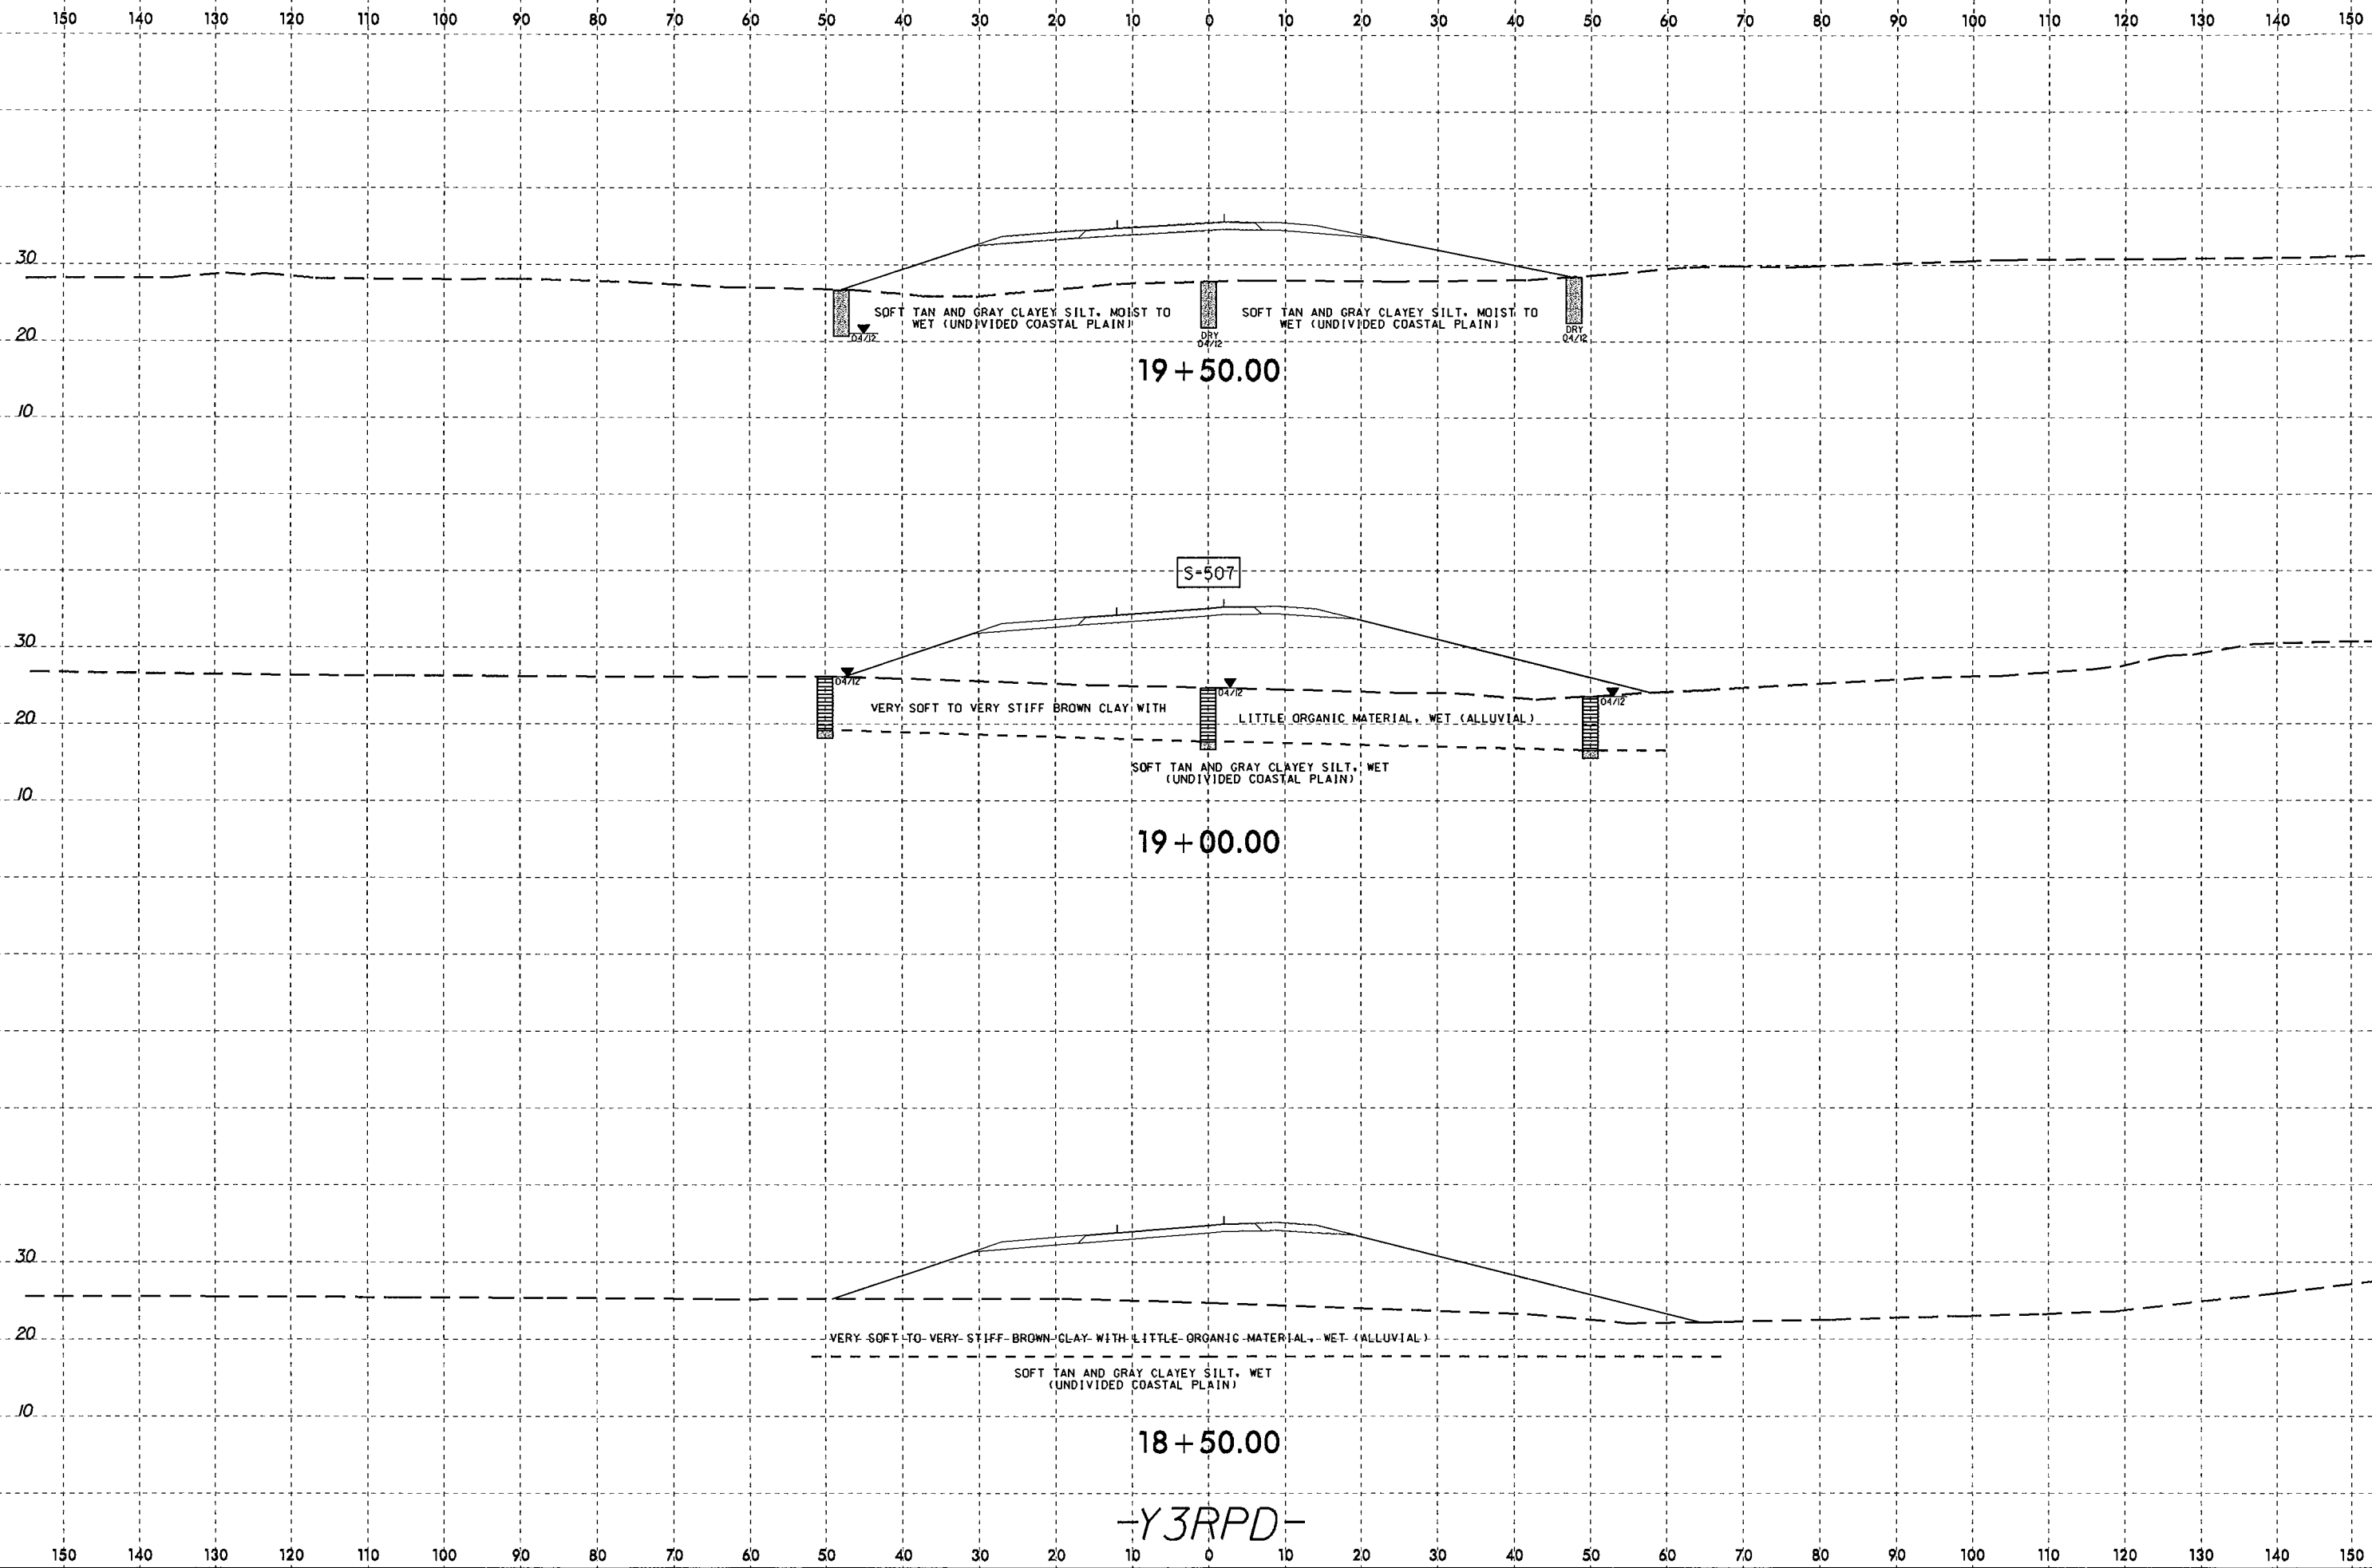 150 140 130 120 110 100 90 80 70 60 50 40 30 20 10 0 10 20 30 40 50 60 70 80 90 100 110 120 130 140 150
30
SOFT TAN AND GRAY CLAYEY SILT, MOIST TO
WET (UNDIVIDED COASTAL PLAIN)
SOFT TAN AND GRAY CLAYEY SILT, MOIST TO
WET (UNDIVIDED COASTAL PLAIN)
20
04/12
DRY
04/12
DRY
04/12
19+50.00
10
S-507
30
04/12
04/12
04/12
VERY SOFT TO VERY STIFF BROWN CLAY WITH
LITTLE ORGANIC MATERIAL, WET (ALLUVIAL)
20
SOFT TAN AND GRAY CLAYEY SILT, WET
(UNDIVIDED COASTAL PLAIN)
10
19+00.00
30
20
VERY SOFT TO VERY STIFF BROWN CLAY WITH LITTLE ORGANIC MATERIAL, WET (ALLUVIAL)
SOFT TAN AND GRAY CLAYEY SILT, WET
(UNDIVIDED COASTAL PLAIN)
10
18+50.00
-Y3RPD-
150 140 130 120 110 100 90 80 70 60 50 40 30 20 10 0 10 20 30 40 50 60 70 80 90 100 110 120 130 140 150